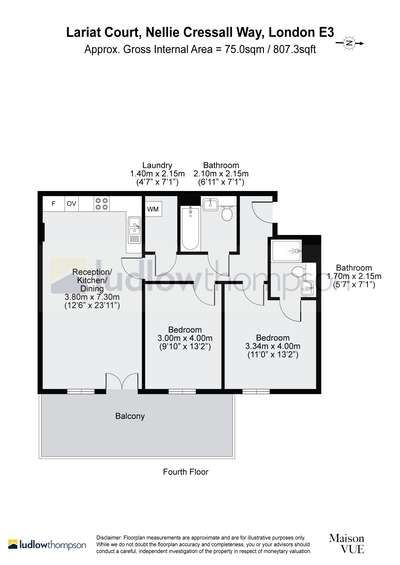 Lariat Court, Nellie Cressall Way, London E3
Approx. Gross Internal Area = 75.0sqm / 807.3sqft
N
Laundry
1.40m x 2.15m
(4'7" x 7'1")
Bathroom
2.10m x 2.15m
(6'11" x 7'1")
F
OV
WM
Reception/
Kitchen/
Dining
3.80m x 7.30m
(12'6" x 23'11")
Bathroom
1.70m x 2.15m
(5'7" x 7'1")
ludlowthompson
Bedroom
3.00m x 4.00m
(9'10" x 13'2")
Bedroom
3.34m x 4.00m
(11'0" x 13'2")
Balcony
Fourth Floor
ludlowthompson
Disclaimer: Floorplan measurements are approximate and are for illustrative purposes only.
While we do not doubt the floorplan accuracy and completeness, you or your advisors should
conduct a careful, independent investigation of the property in respect of monetary valuation.
Maison
VUE